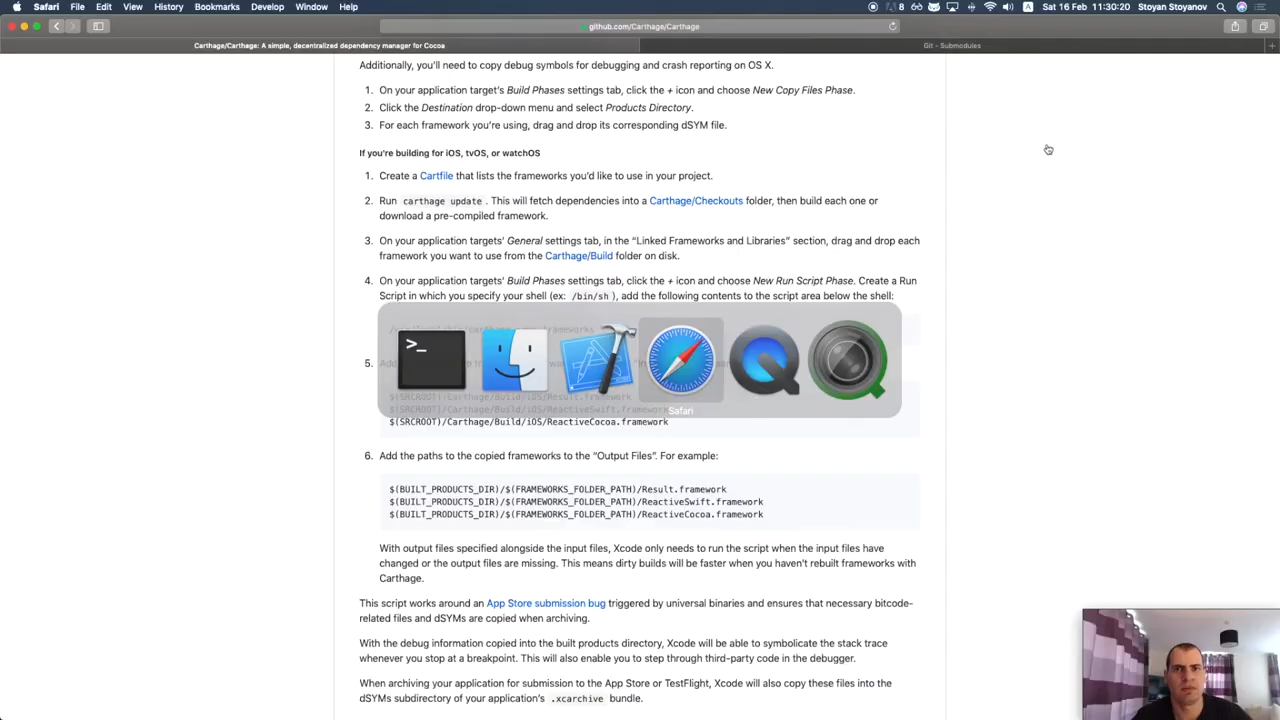 Safari File Edit View History Bookmarks Develop Window Help 8 Sat 16 Feb 11:30:20 Stoyan Stoyanov
github.com/Carthage/Carthage
Carthage/Carthage: A simple, decentralized dependency manager for Cocoa
Git - Submodules
Additionally, you'll need to copy debug symbols for debugging and crash reporting on OS X.
1. On your application target's Build Phases settings tab, click the + icon and choose New Copy Files Phase.
2. Click the Destination drop-down menu and select Products Directory.
3. For each framework you're using, drag and drop its corresponding dSYM file.
If you're building for iOS, tvOS, or watchOS
1. Create a Cartfile that lists the frameworks you'd like to use in your project.
2. Run carthage update . This will fetch dependencies into a Carthage/Checkouts folder, then build each one or
download a pre-compiled framework.
3. On your application targets' General settings tab, in the “Linked Frameworks and Libraries” section, drag and drop each
framework you want to use from the Carthage/Build folder on disk.
4. On your application targets' Build Phases settings tab, click the + icon and choose New Run Script Phase. Create a Run
Script in which you specify your shell (ex: /bin/sh ), add the following contents to the script area below the shell:
5.
Safari
$(SRCROOT)/Carthage/Build/iOS/Result.framework
$(SRCROOT)/Carthage/Build/iOS/ReactiveSwift.framework
$(SRCROOT)/Carthage/Build/iOS/ReactiveCocoa.framework
6. Add the paths to the copied frameworks to the “Output Files”. For example:
$(BUILT_PRODUCTS_DIR)/$(FRAMEWORKS_FOLDER_PATH)/Result.framework
$(BUILT_PRODUCTS_DIR)/$(FRAMEWORKS_FOLDER_PATH)/ReactiveSwift.framework
$(BUILT_PRODUCTS_DIR)/$(FRAMEWORKS_FOLDER_PATH)/ReactiveCocoa.framework
With output files specified alongside the input files, Xcode only needs to run the script when the input files have
changed or the output files are missing. This means dirty builds will be faster when you haven't rebuilt frameworks with
Carthage.
This script works around an App Store submission bug triggered by universal binaries and ensures that necessary bitcode-
related files and dSYMs are copied when archiving.
With the debug information copied into the built products directory, Xcode will be able to symbolicate the stack trace
whenever you stop at a breakpoint. This will also enable you to step through third-party code in the debugger.
When archiving your application for submission to the App Store or TestFlight, Xcode will also copy these files into the
dSYMs subdirectory of your application's .xcarchive bundle.